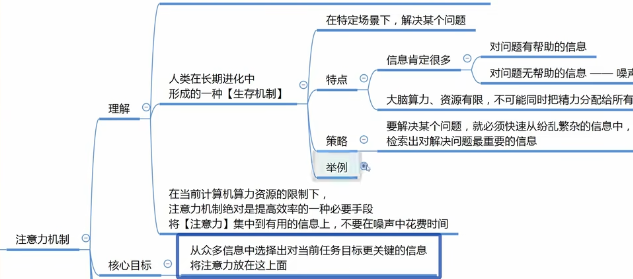 在特定场景下，解决某个问题
对问题有帮助的信息
信息肯定很多
人类在长期进化中
形成的一种【生存机制】
特点
对问题无帮助的信息 —— 噪声
理解
大脑算力、资源有限，不可能同时把精力分配给所有
要解决某个问题，就必须快速从纷乱繁杂的信息中，
检索出对解决问题最重要的信息
策略
举例
在当前计算机算力资源的限制下，
注意力机制绝对是提高效率的一种必要手段
将【注意力】集中到有用的信息上，不要在噪声中花费时间
注意力机制
核心目标
从众多信息中选择出对当前任务目标更关键的信息
将注意力放在这上面